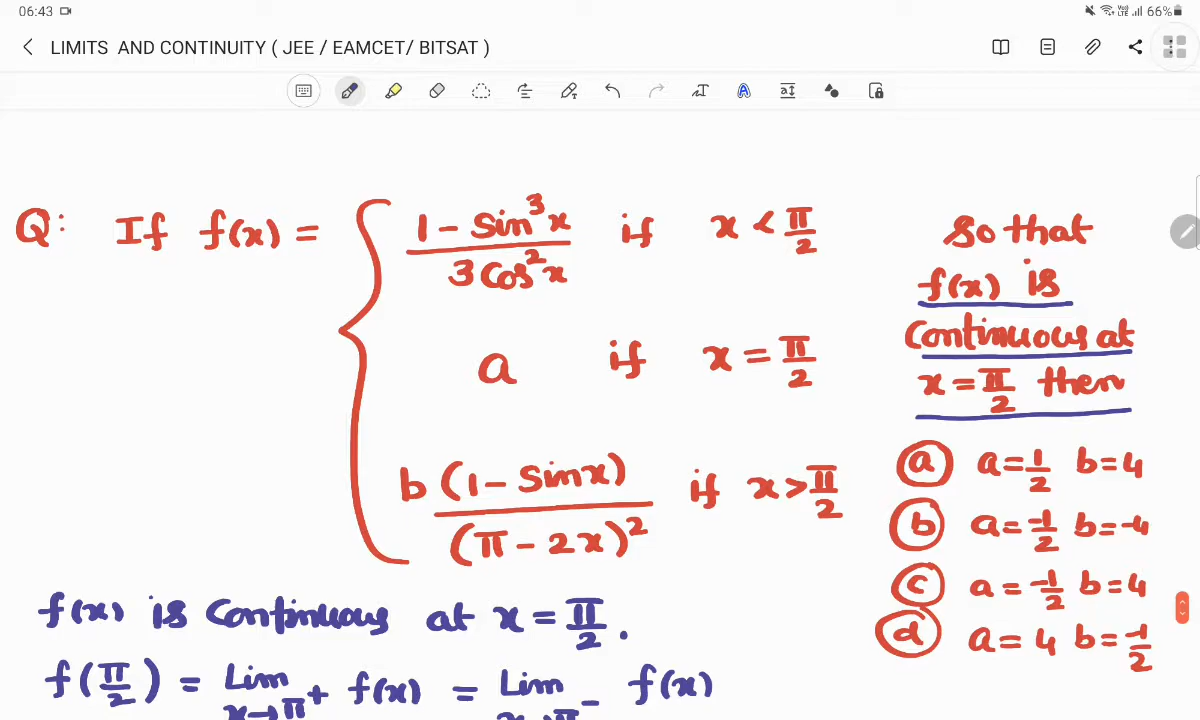 06:43 66%
LIMITS AND CONTINUITY ( JEE / EAMCET/ BITSAT )
Q: If f(x) = { (1 - sin³x)/(3cos²x) if x < π/2
a if x = π/2
b(1 - sinx)/(π - 2x)² if x > π/2
so that
f(x) is
Continuous at
x = π/2 then
(a) a = 1/2 b = 4
(b) a = -1/2 b = -4
(c) a = -1/2 b = 4
(d) a = 4 b = -1/2
f(x) is continuous at x = π/2 .
f(π/2) = Lim x→π+ f(x) = Lim x→π- f(x)